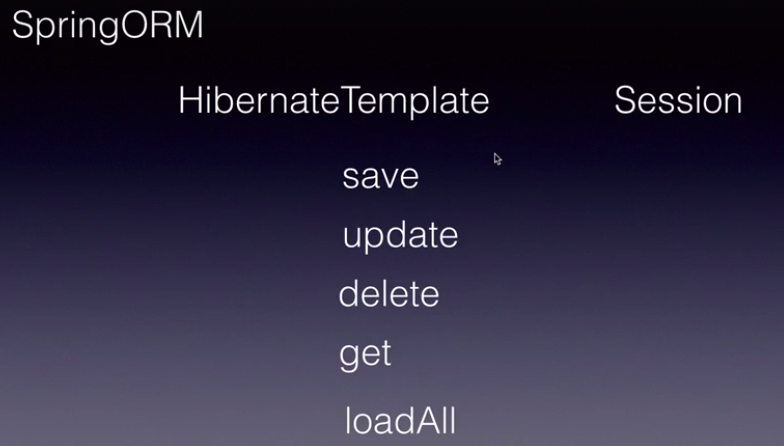 SpringORM
HibernateTemplate Session
save
update
delete
get
loadAll